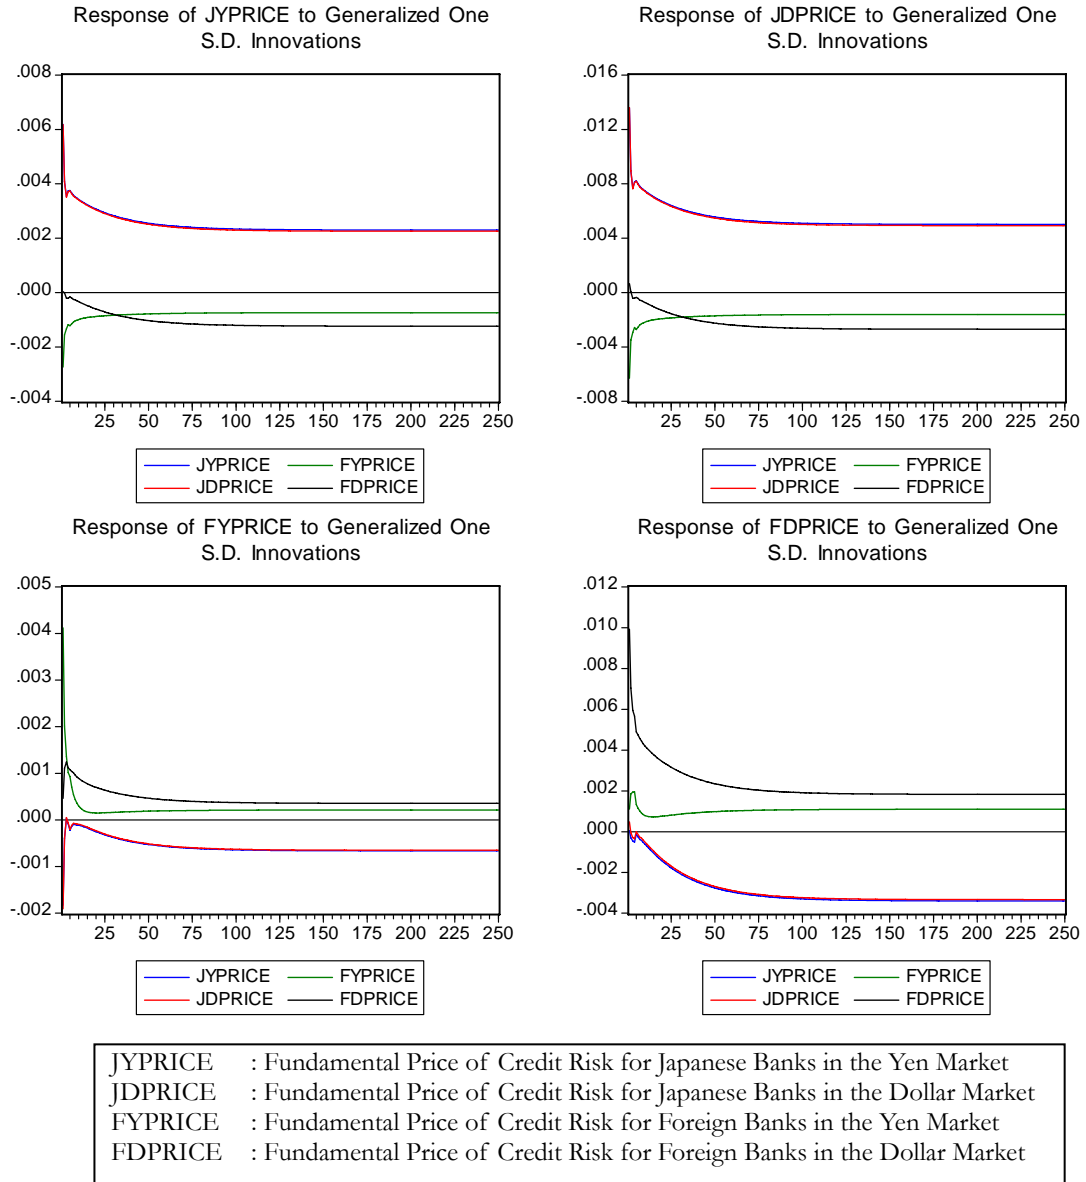 Response of JYPRICE to Generalized One
S.D. Innovations
.008
.006
.004
.002
.000
-.002
-.004
25 50 75 100 125 150 175 200 225 250
JYPRICE FYPRICE
JDPRICE FDPRICE
Response of JDPRICE to Generalized One
S.D. Innovations
.016
.012
.008
.004
.000
-.004
-.008
25 50 75 100 125 150 175 200 225 250
JYPRICE FYPRICE
JDPRICE FDPRICE
Response of FYPRICE to Generalized One
S.D. Innovations
.005
.004
.003
.002
.001
.000
-.001
-.002
25 50 75 100 125 150 175 200 225 250
JYPRICE FYPRICE
JDPRICE FDPRICE
Response of FDPRICE to Generalized One
S.D. Innovations
.012
.010
.008
.006
.004
.002
.000
-.002
-.004
25 50 75 100 125 150 175 200 225 250
JYPRICE FYPRICE
JDPRICE FDPRICE
JYPRICE : Fundamental Price of Credit Risk for Japanese Banks in the Yen Market
JDPRICE : Fundamental Price of Credit Risk for Japanese Banks in the Dollar Market
FYPRICE : Fundamental Price of Credit Risk for Foreign Banks in the Yen Market
FDPRICE : Fundamental Price of Credit Risk for Foreign Banks in the Dollar Market